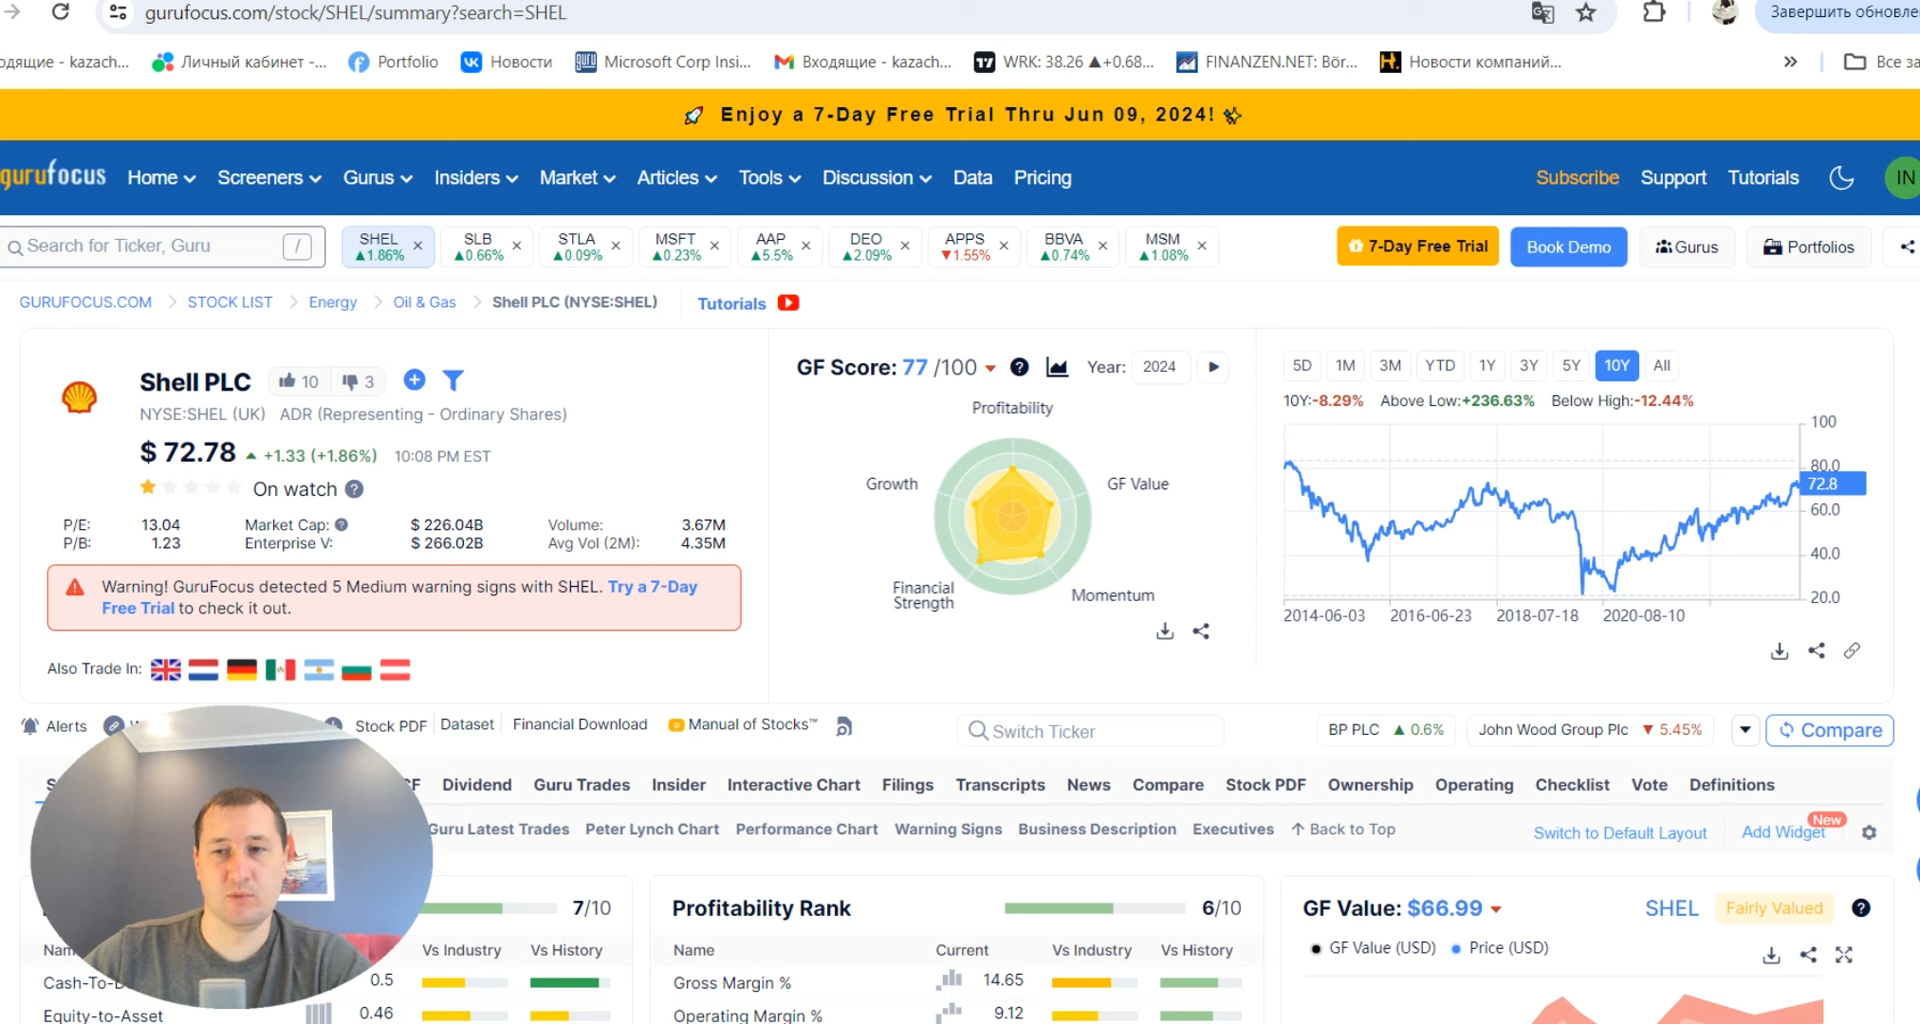 gurufocus.com/stock/SHEL/summary?search=SHEL
Завершить обновле
одящие - kazach...
Личный кабинет -...
Portfolio
Новости
Microsoft Corp Insi...
Входящие - kazach...
WRK: 38.26 ▲+0.68...
FINANZEN.NET: Bör...
Новости компаний...
»
Все за
🚀 Enjoy a 7-Day Free Trial Thru Jun 09, 2024! ✨
gurufocus
Home
Screeners
Gurus
Insiders
Market
Articles
Tools
Discussion
Data
Pricing
Subscribe
Support
Tutorials
IN
Search for Ticker, Guru /
SHEL ×
▲1.86%
SLB ×
▲0.66%
STLA ×
▲0.09%
MSFT ×
▲0.23%
AAP ×
▲5.5%
DEO ×
▲2.09%
APPS ×
▼1.55%
BBVA ×
▲0.74%
MSM ×
▲1.08%
7-Day Free Trial
Book Demo
Gurus
Portfolios
GURUFOCUS.COM > STOCK LIST > Energy > Oil & Gas > Shell PLC (NYSE:SHEL)
Tutorials
Shell PLC
10
3
NYSE:SHEL (UK) ADR (Representing - Ordinary Shares)
$ 72.78 ▲ +1.33 (+1.86%) 10:08 PM EST
On watch ?
P/E: 13.04 Market Cap: ? $ 226.04B Volume: 3.67M
P/B: 1.23 Enterprise V: $ 266.02B Avg Vol (2M): 4.35M
Warning! GuruFocus detected 5 Medium warning signs with SHEL. Try a 7-Day
Free Trial to check it out.
Also Trade In:
GF Score: 77 /100 ? Year: 2024
Profitability
Growth
GF Value
Financial
Strength
Momentum
5D 1M 3M YTD 1Y 3Y 5Y 10Y All
10Y:-8.29% Above Low:+236.63% Below High:-12.44%
100
80.0
72.8
60.0
40.0
20.0
2014-06-03 2016-06-23 2018-07-18 2020-08-10
Alerts
Stock PDF
Dataset
Financial Download
Manual of Stocks™
Switch Ticker
BP PLC ▲ 0.6%
John Wood Group Plc ▼ 5.45%
Compare
Dividend
Guru Trades
Insider
Interactive Chart
Filings
Transcripts
News
Compare
Stock PDF
Ownership
Operating
Checklist
Vote
Definitions
Guru Latest Trades
Peter Lynch Chart
Performance Chart
Warning Signs
Business Description
Executives
Back to Top
Switch to Default Layout
Add Widget
New
7/10
Vs Industry Vs History
0.5
Equity-to-Asset 0.46
Profitability Rank 6/10
Name Current Vs Industry Vs History
Gross Margin % 14.65
Operating Margin % 9.12
GF Value: $66.99
SHEL
Fairly Valued
?
GF Value (USD) Price (USD)